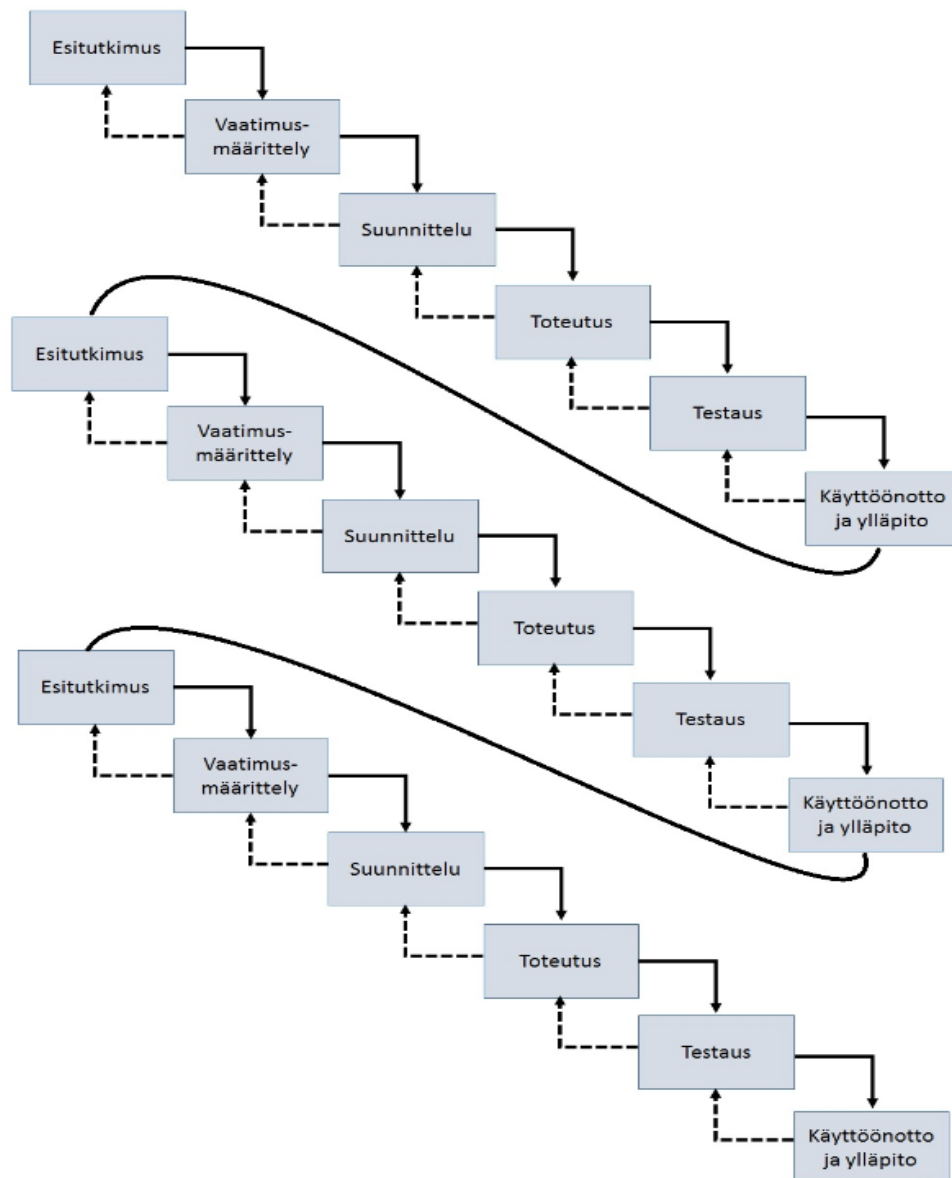 Esitutkimus
Vaatimus-
määrittely
Suunnittelu
Toteutus
Testaus
Käyttöönotto
ja ylläpito
Esitutkimus
Vaatimus-
määrittely
Suunnittelu
Toteutus
Testaus
Käyttöönotto
ja ylläpito
Esitutkimus
Vaatimus-
määrittely
Suunnittelu
Toteutus
Testaus
Käyttöönotto
ja ylläpito